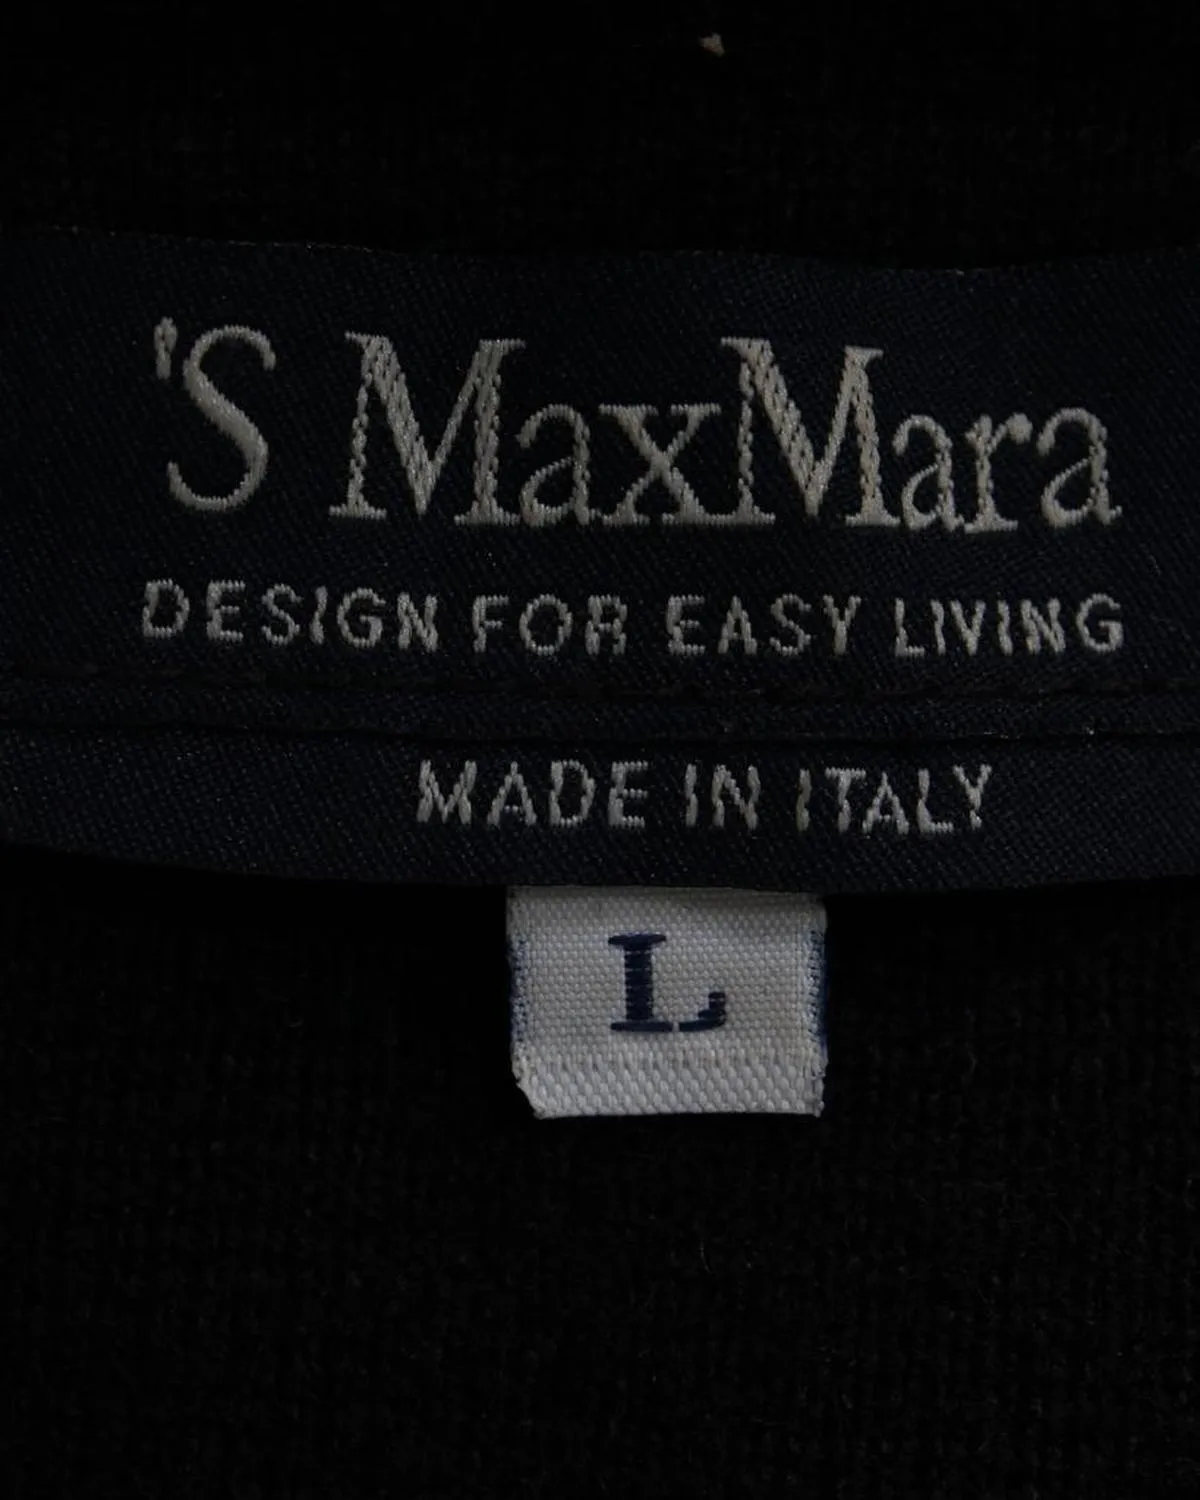 'S MaxMara
DESIGN FOR EASY LIVING
MADE IN ITALY
L